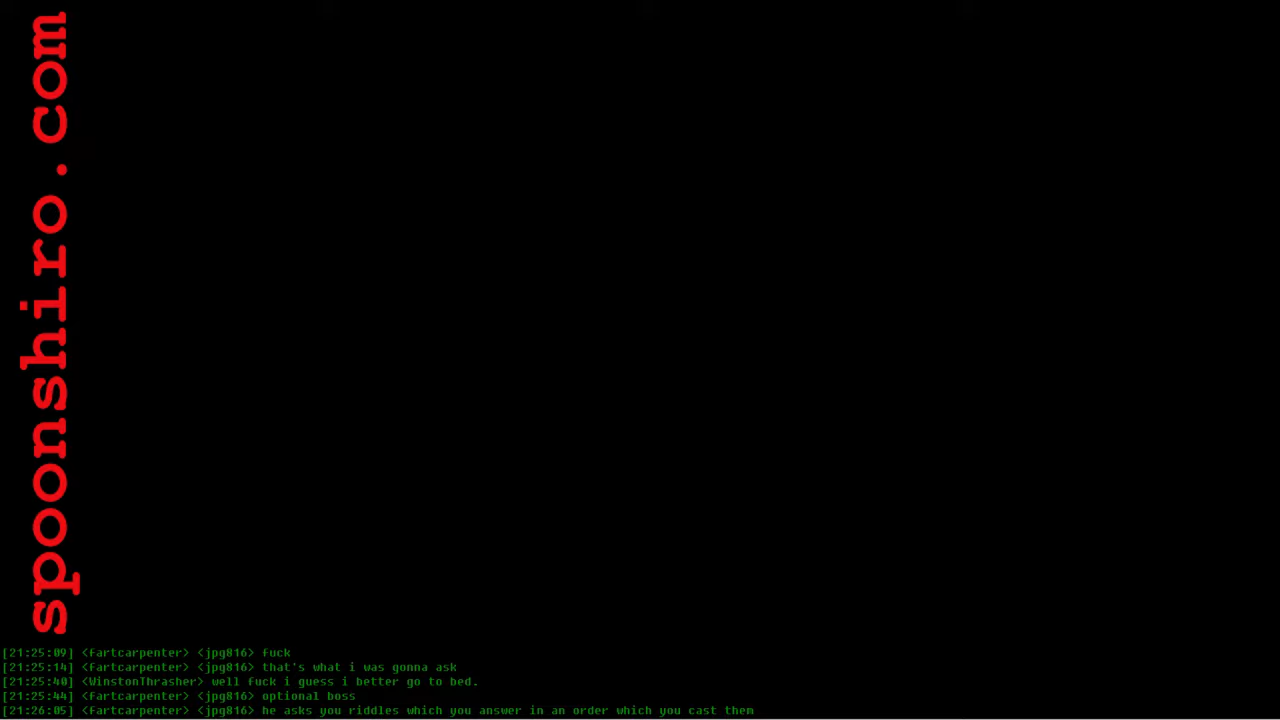 spoonshiro.com
[21:25:09] <fartcarpenter> <jpg816> fuck
[21:25:14] <fartcarpenter> <jpg816> that's what i was gonna ask
[21:25:40] <WinstonThrasher> well fuck i guess i better go to bed.
[21:25:44] <fartcarpenter> <jpg816> optional boss
[21:26:05] <fartcarpenter> <jpg816> he asks you riddles which you answer in an order which you cast them